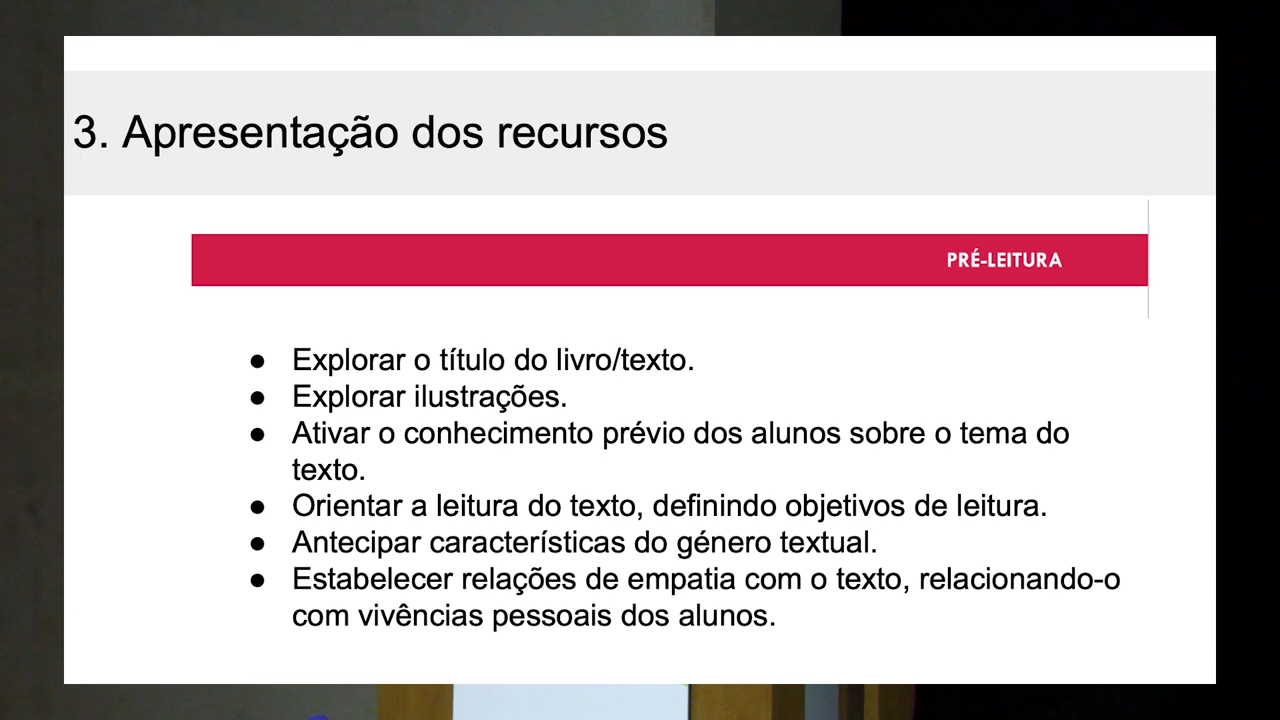 3. Apresentação dos recursos
PRÉ-LEITURA
● Explorar o título do livro/texto.
● Explorar ilustrações.
● Ativar o conhecimento prévio dos alunos sobre o tema do
texto.
● Orientar a leitura do texto, definindo objetivos de leitura.
● Antecipar características do género textual.
● Estabelecer relações de empatia com o texto, relacionando-o
com vivências pessoais dos alunos.